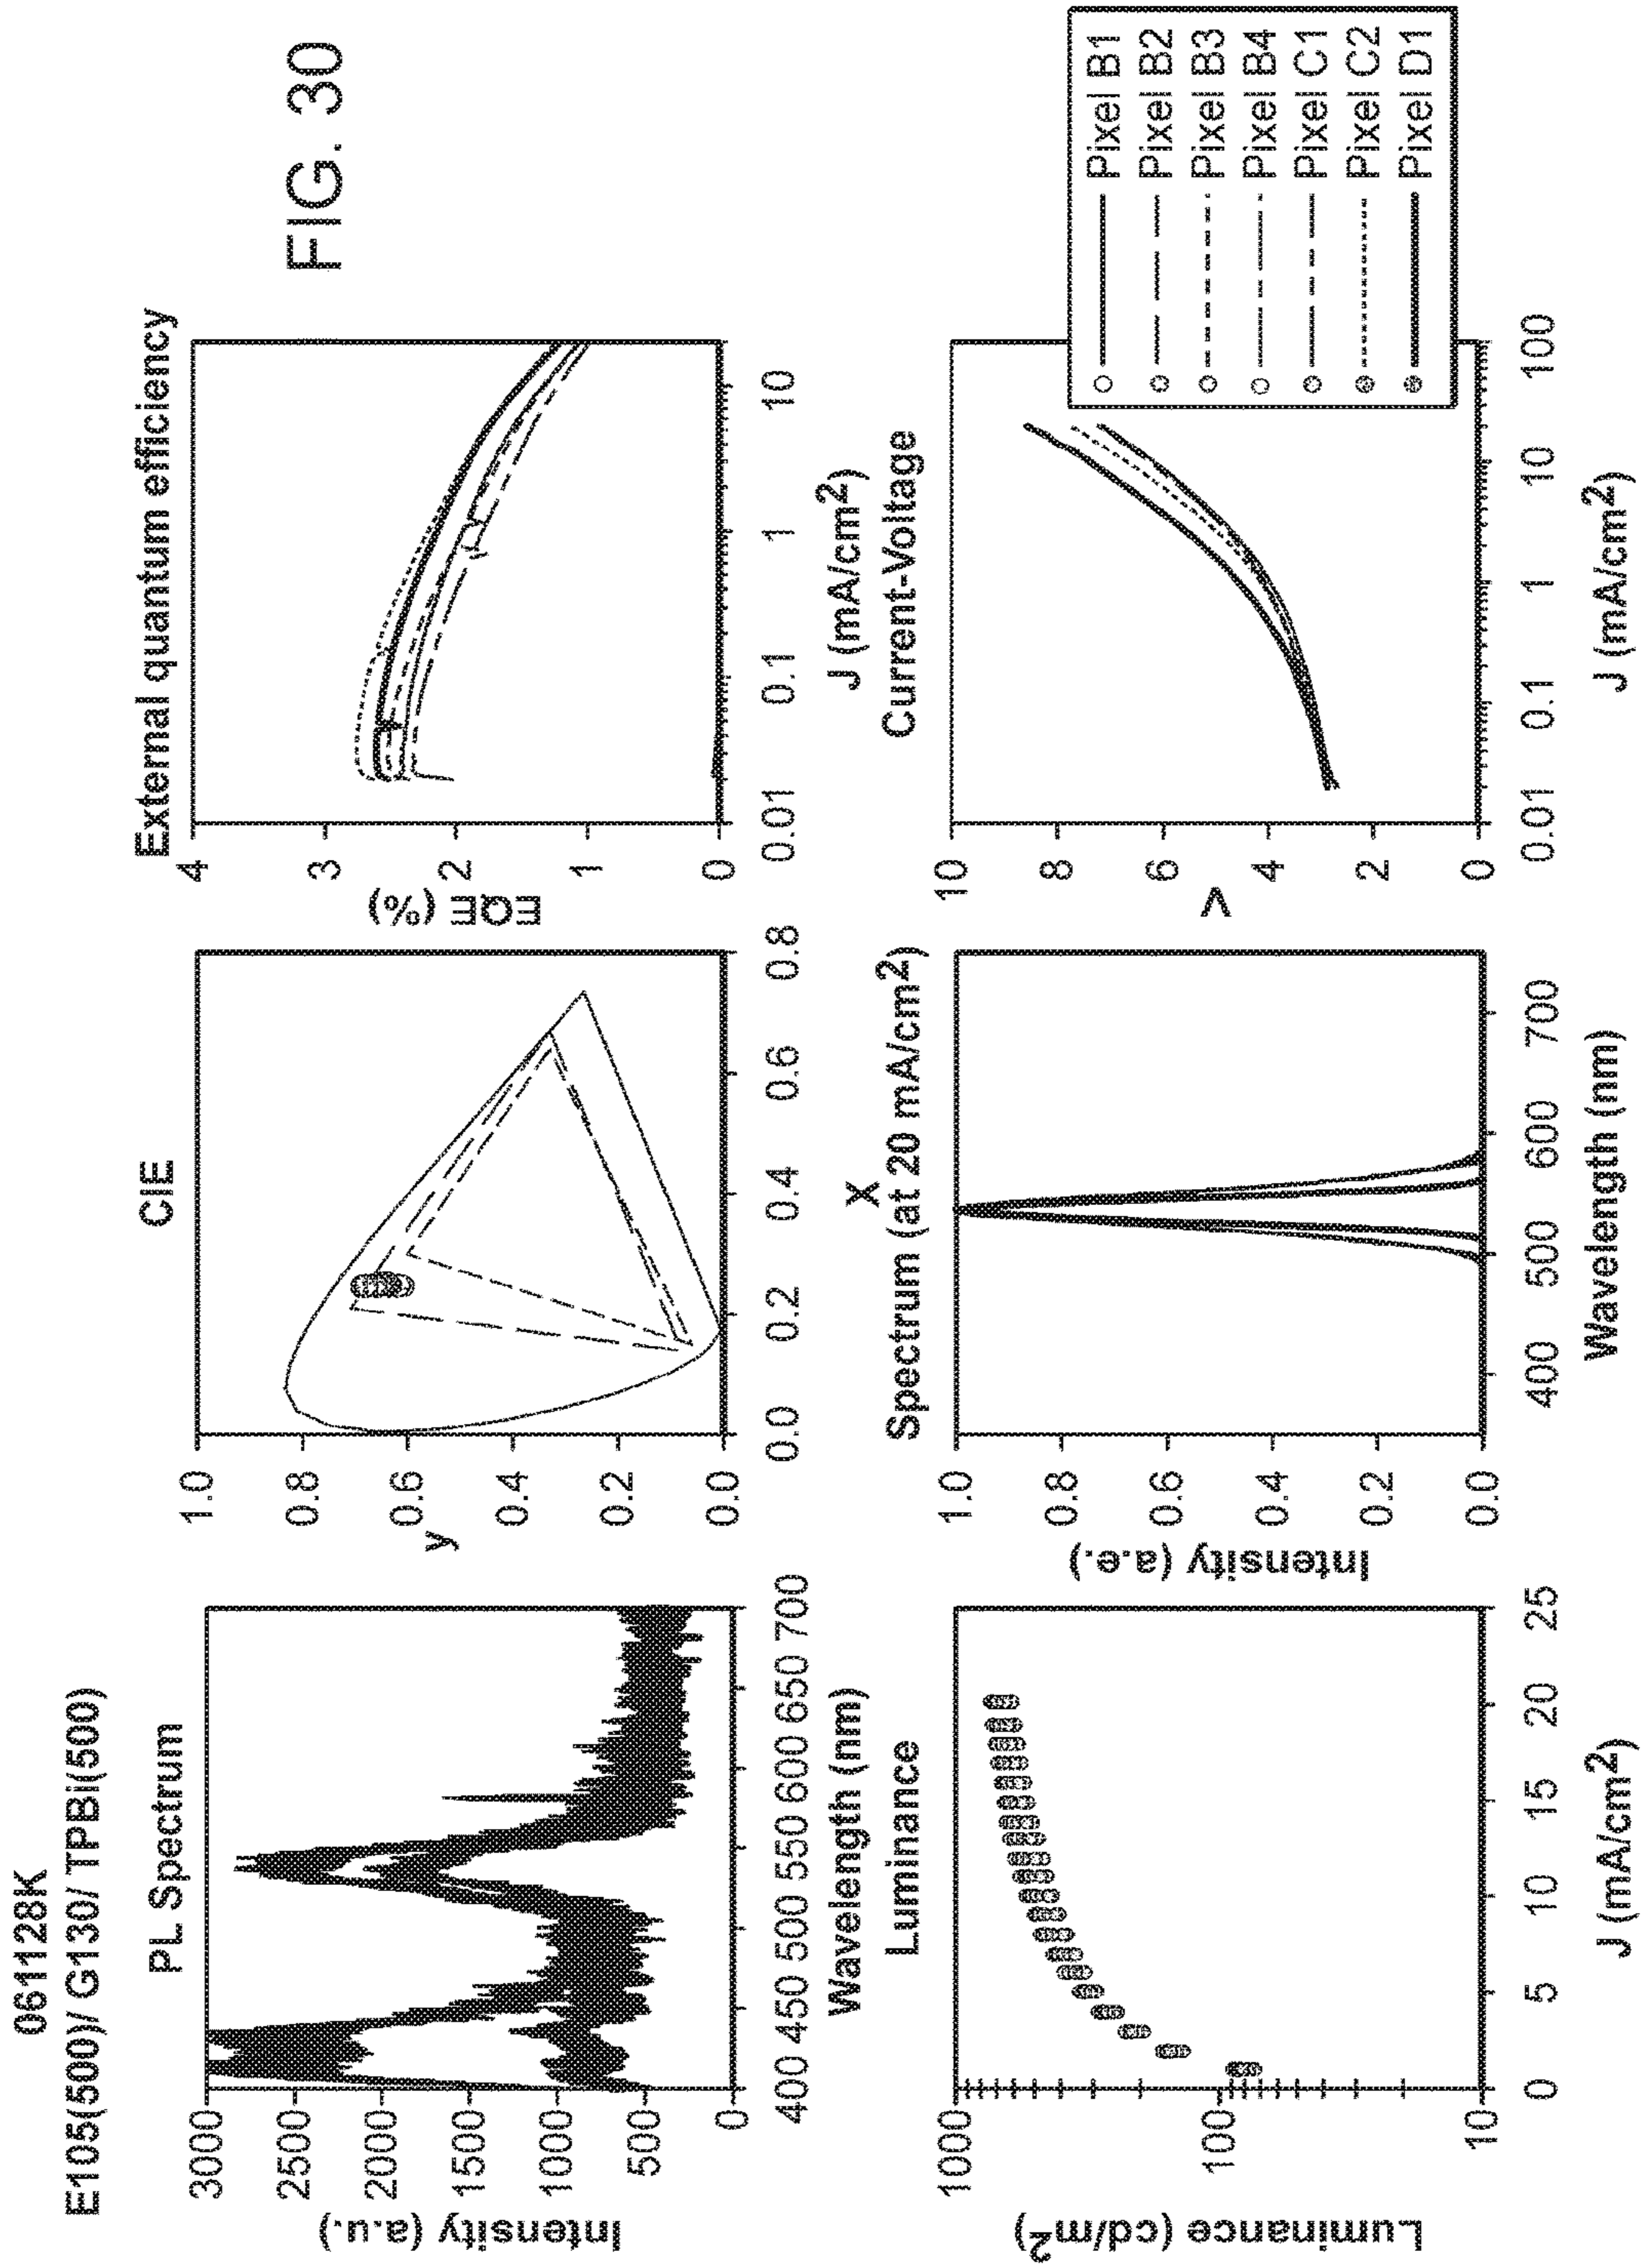 061128K
E105(500)/ G130/ TPBi(500)
FIG. 30
PL Spectrum
Intensity (a.u.)
3000
2500
2000
1500
1000
500
0
400 450 500 550 600 650 700
Wavelength (nm)
CIE
y
1.0
0.8
0.6
0.4
0.2
0.0
0.0 0.2 0.4 0.6 0.8
X
External quantum efficiency
EQE (%)
4
3
2
1
0
0.01 0.1 1 10
J (mA/cm2)
Luminance
Luminance (cd/m2)
1000
100
10
0 5 10 15 20 25
J (mA/cm2)
Spectrum (at 20 mA/cm2)
Intensity (a.e.)
1.0
0.8
0.6
0.4
0.2
0.0
400 500 600 700
Wavelength (nm)
Current-Voltage
V
10
8
6
4
2
0
0.01 0.1 1 10 100
J (mA/cm2)
Pixel B1
Pixel B2
Pixel B3
Pixel B4
Pixel C1
Pixel C2
Pixel D1